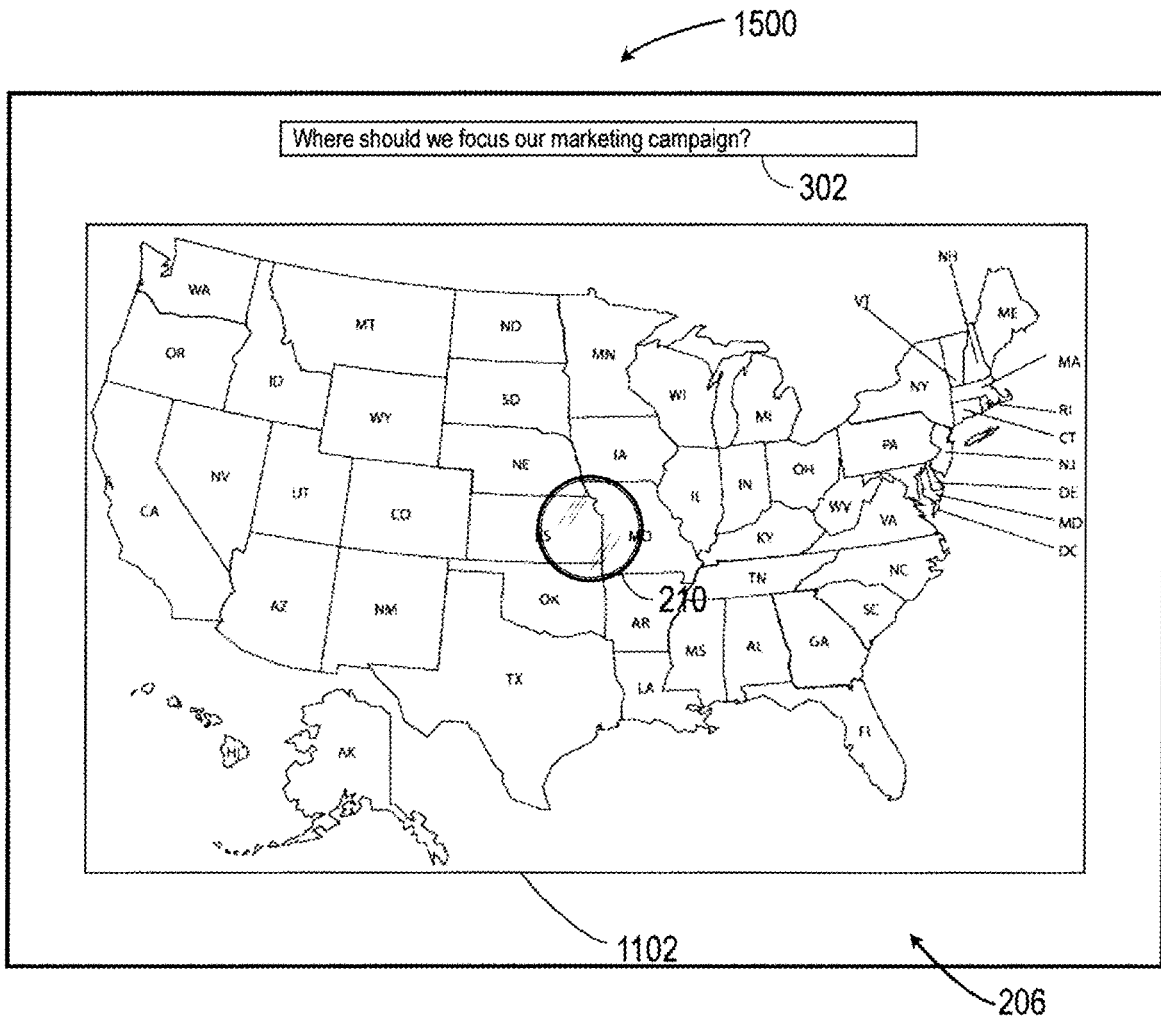 1500
Where should we focus our marketing campaign?
302
NH
WA
VT
ME
MT
ND
MN
OR
MA
ID
WI
NY
SD
MI
WY
RI
PA
CT
NE
IA
NJ
NV
UT
IL
IN
OH
DE
CA
CO
WV
MD
KS
MO
VA
KY
DC
TN
NC
OK
210
AZ
NM
AR
SC
MS
AL
GA
TX
LA
FL
HI
AK
1102
206